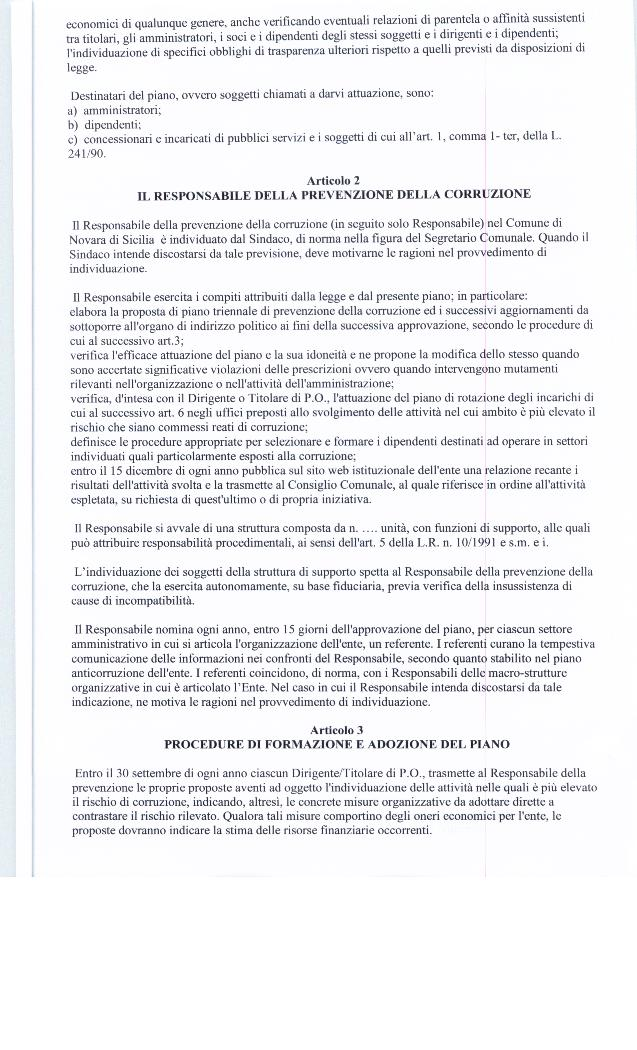 economici di qualunque genere, anche verificando eventuali relazioni di parentela o affinità sussistenti
tra titolari, gli amministratori, i soci e i dipendenti degli stessi soggetti e i dirigenti e i dipendenti;
l'individuazione di specifici obblighi di trasparenza ulteriori rispetto a quelli previsti da disposizioni di
legge.
Destinatari del piano, ovvero soggetti chiamati a darvi attuazione, sono:
a) amministratori;
b) dipendenti;
c) concessionari e incaricati di pubblici servizi e i soggetti di cui all'art. 1, comma 1- ter, della L.
241/90.
Articolo 2
IL RESPONSABILE DELLA PREVENZIONE DELLA CORRUZIONE
Il Responsabile della prevenzione della corruzione (in seguito solo Responsabile) nel Comune di
Novara di Sicilia è individuato dal Sindaco, di norma nella figura del Segretario Comunale. Quando il
Sindaco intende discostarsi da tale previsione, deve motivarne le ragioni nel provvedimento di
individuazione.
Il Responsabile esercita i compiti attribuiti dalla legge e dal presente piano; in particolare:
elabora la proposta di piano triennale di prevenzione della corruzione ed i successivi aggiornamenti da
sottoporre all'organo di indirizzo politico ai fini della successiva approvazione, secondo le procedure di
cui al successivo art.3;
verifica l'efficace attuazione del piano e la sua idoneità e ne propone la modifica dello stesso quando
sono accertate significative violazioni delle prescrizioni ovvero quando intervengono mutamenti
rilevanti nell'organizzazione o nell'attività dell'amministrazione;
verifica, d'intesa con il Dirigente o Titolare di P.O., l'attuazione del piano di rotazione degli incarichi di
cui al successivo art. 6 negli uffici preposti allo svolgimento delle attività nel cui ambito è più elevato il
rischio che siano commessi reati di corruzione;
definisce le procedure appropriate per selezionare e formare i dipendenti destinati ad operare in settori
individuati quali particolarmente esposti alla corruzione;
entro il 15 dicembre di ogni anno pubblica sul sito web istituzionale dell'ente una relazione recante i
risultati dell'attività svolta e la trasmette al Consiglio Comunale, al quale riferisce in ordine all'attività
espletata, su richiesta di quest'ultimo o di propria iniziativa.
Il Responsabile si avvale di una struttura composta da n. …. unità, con funzioni di supporto, alle quali
può attribuire responsabilità procedimentali, ai sensi dell'art. 5 della L.R. n. 10/1991 e s.m. e i.
L'individuazione dei soggetti della struttura di supporto spetta al Responsabile della prevenzione della
corruzione, che la esercita autonomamente, su base fiduciaria, previa verifica della insussistenza di
cause di incompatibilità.
Il Responsabile nomina ogni anno, entro 15 giorni dell'approvazione del piano, per ciascun settore
amministrativo in cui si articola l'organizzazione dell'ente, un referente. I referenti curano la tempestiva
comunicazione delle informazioni nei confronti del Responsabile, secondo quanto stabilito nel piano
anticorruzione dell'ente. I referenti coincidono, di norma, con i Responsabili delle macro-strutture
organizzative in cui è articolato l'Ente. Nel caso in cui il Responsabile intenda discostarsi da tale
indicazione, ne motiva le ragioni nel provvedimento di individuazione.
Articolo 3
PROCEDURE DI FORMAZIONE E ADOZIONE DEL PIANO
Entro il 30 settembre di ogni anno ciascun Dirigente/Titolare di P.O., trasmette al Responsabile della
prevenzione le proprie proposte aventi ad oggetto l'individuazione delle attività nelle quali è più elevato
il rischio di corruzione, indicando, altresì, le concrete misure organizzative da adottare dirette a
contrastare il rischio rilevato. Qualora tali misure comportino degli oneri economici per l'ente, le
proposte dovranno indicare la stima delle risorse finanziarie occorrenti.